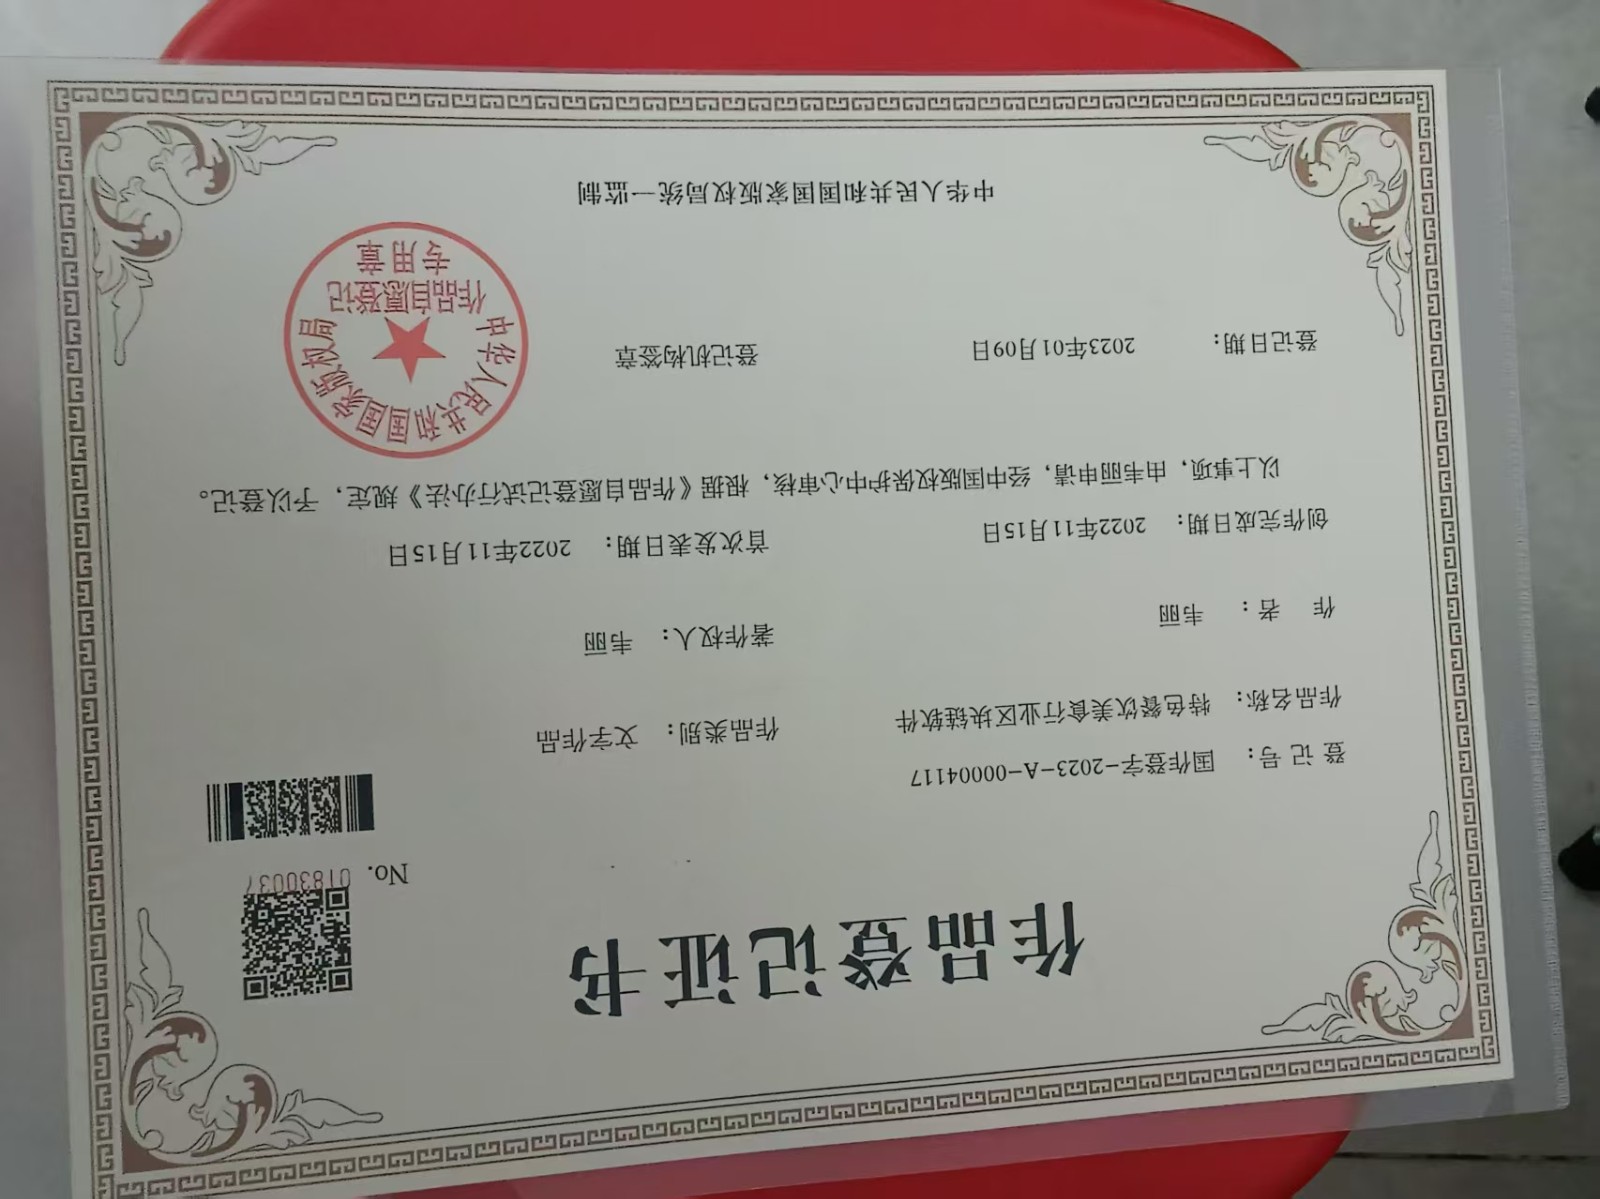 作品登记证书
No. 01830037
登 记 号: 国作登字-2023-A-00004117
作品名称: 特色餐饮美食行业区块链软件
作品类别: 文字作品
作 者: 韦丽
著作权人: 韦丽
创作完成日期: 2022年11月15日
首次发表日期: 2022年11月15日
以上事项，由韦丽申请，经中国版权保护中心审核，根据《作品自愿登记试行办法》规定，予以登记。
登记日期: 2023年01月09日
登记机构签章
中华人民共和国国家版权局
作品自愿登记
专用章
中华人民共和国国家版权局统一监制